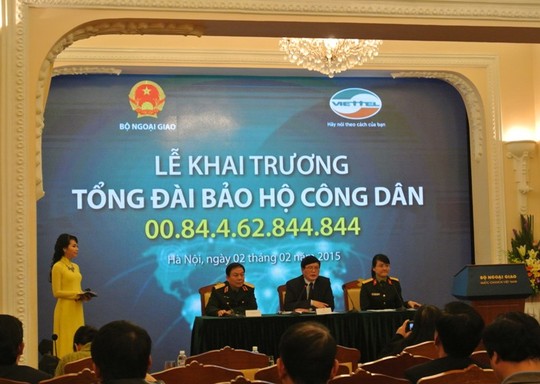 BỘ NGOẠI GIAO
VIETTEL
Hãy nói theo cách của bạn
LỄ KHAI TRƯƠNG
TỔNG ĐÀI BẢO HỘ CÔNG DÂN
00.84.4.62.844.844
Hà Nội, ngày 02 tháng 02 năm 2015
BỘ NGOẠI GIAO